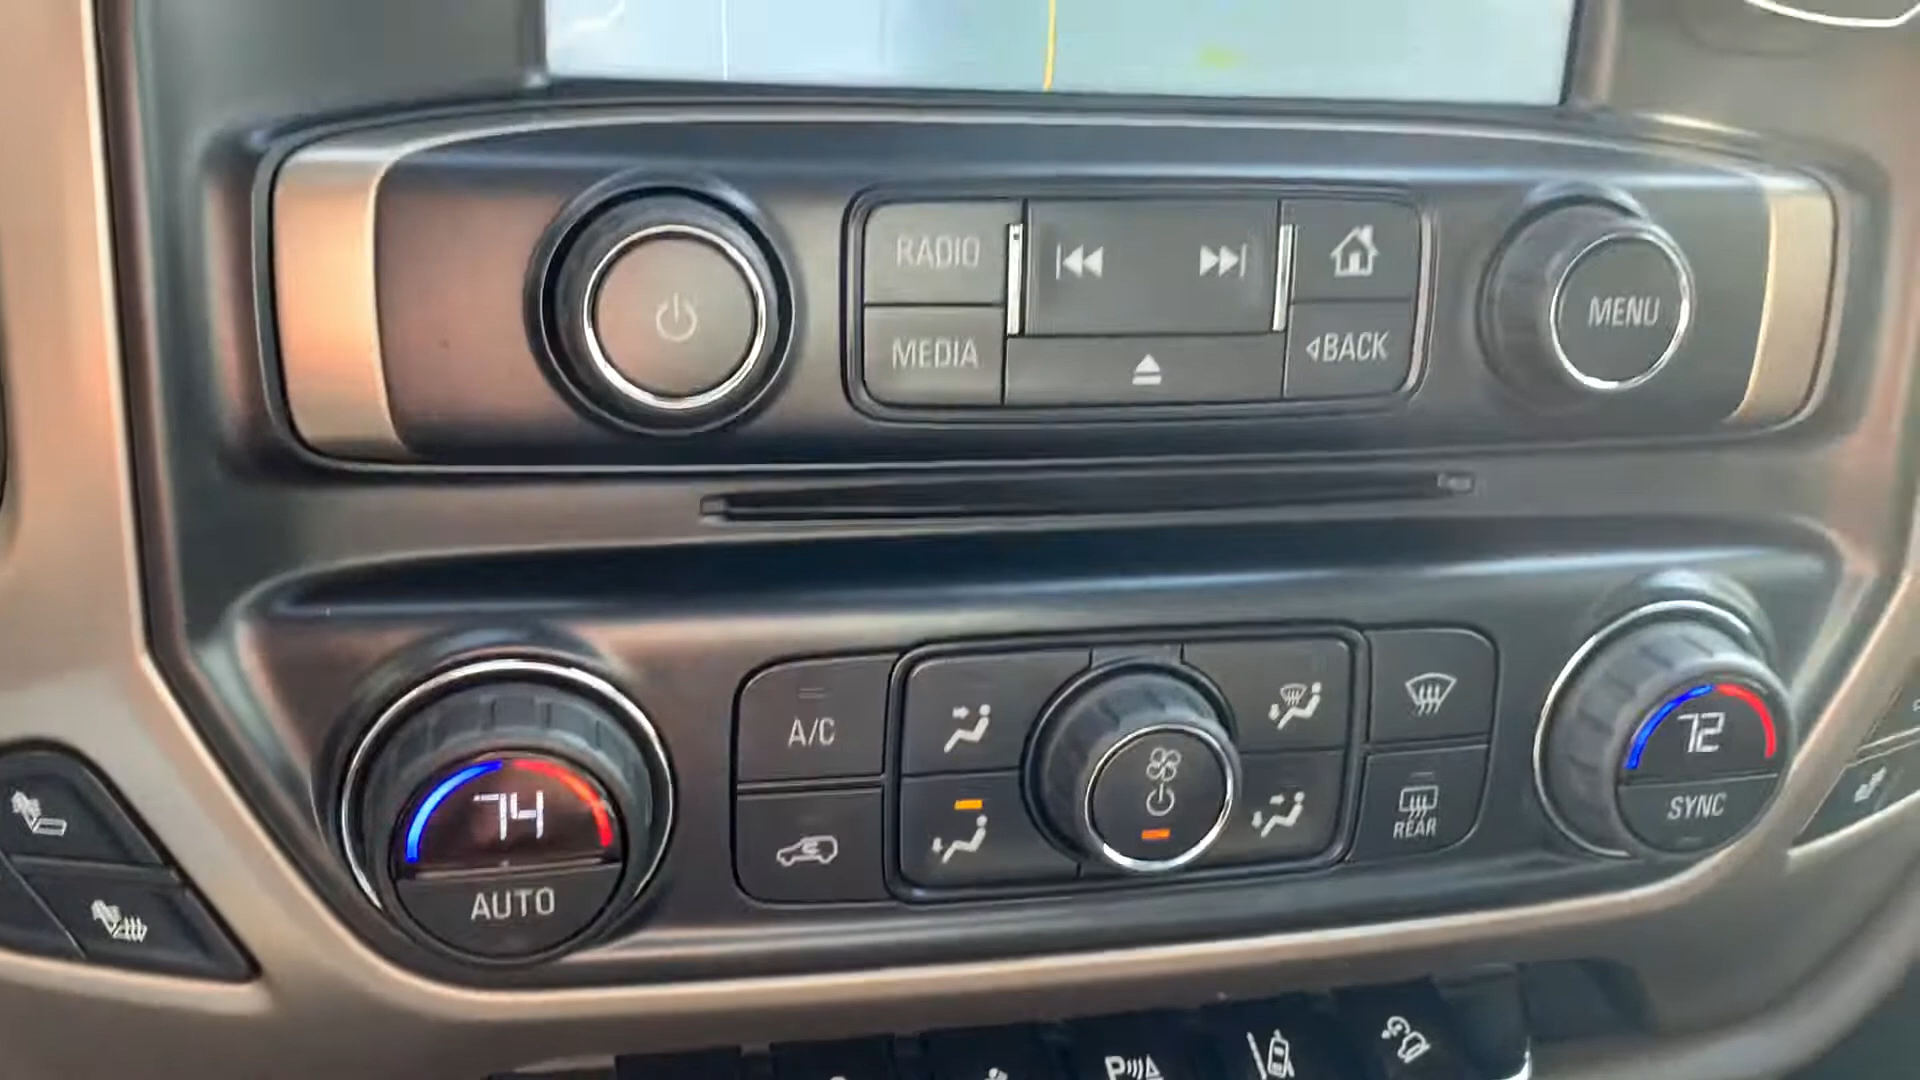 RADIO
MEDIA
◁BACK
MENU
A/C
74
AUTO
72
SYNC
REAR
P